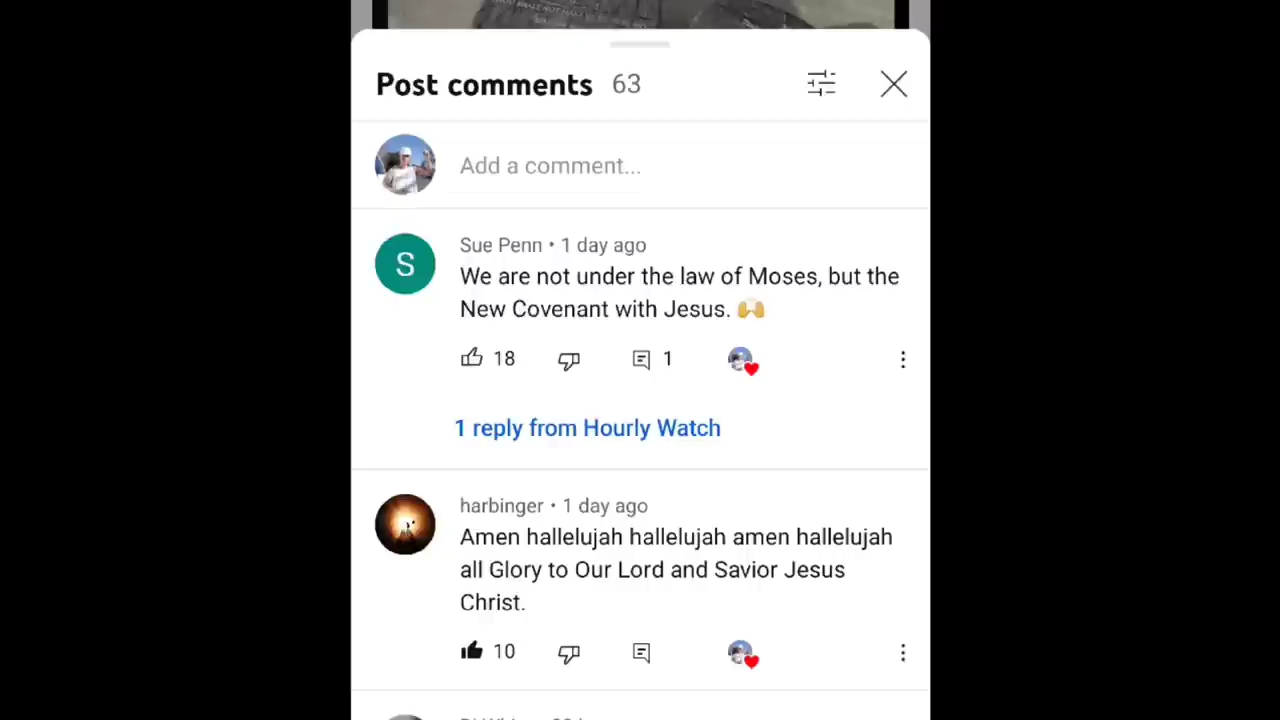 Post comments 63
Add a comment...
S
Sue Penn • 1 day ago
We are not under the law of Moses, but the
New Covenant with Jesus. 🙌
18 1
1 reply from Hourly Watch
harbinger • 1 day ago
Amen hallelujah hallelujah amen hallelujah
all Glory to Our Lord and Savior Jesus
Christ.
10